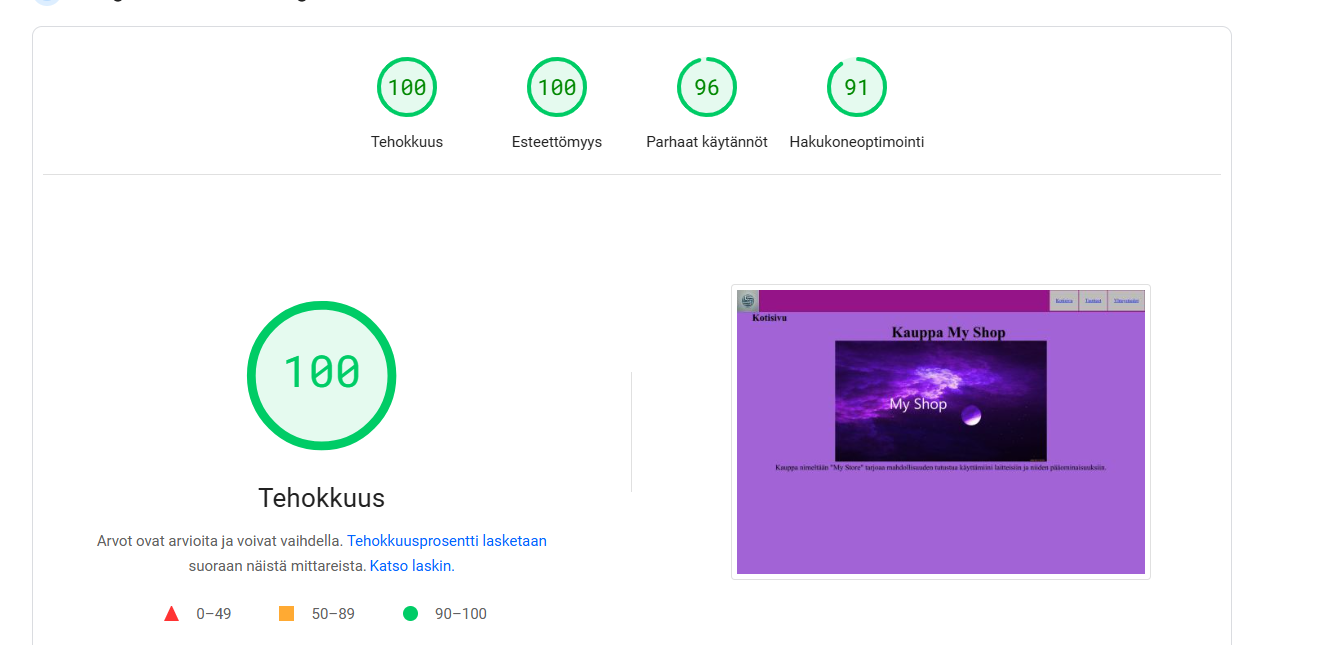 100
100
96
91
Tehokkuus
Esteettömyys
Parhaat käytännöt
Hakukoneoptimointi
100
Tehokkuus
Arvot ovat arvioita ja voivat vaihdella. Tehokkuusprosentti lasketaan
suoraan näistä mittareista. Katso laskin.
0–49
50–89
90–100
Kotisivu
Kotisivu
Kauppa My Shop
My Shop
Kauppa nimeltään "My Store" tarjoaa mahdollisuuden tutustua käyttämiini laitteisiin ja niiden pääominaisuuksiin.